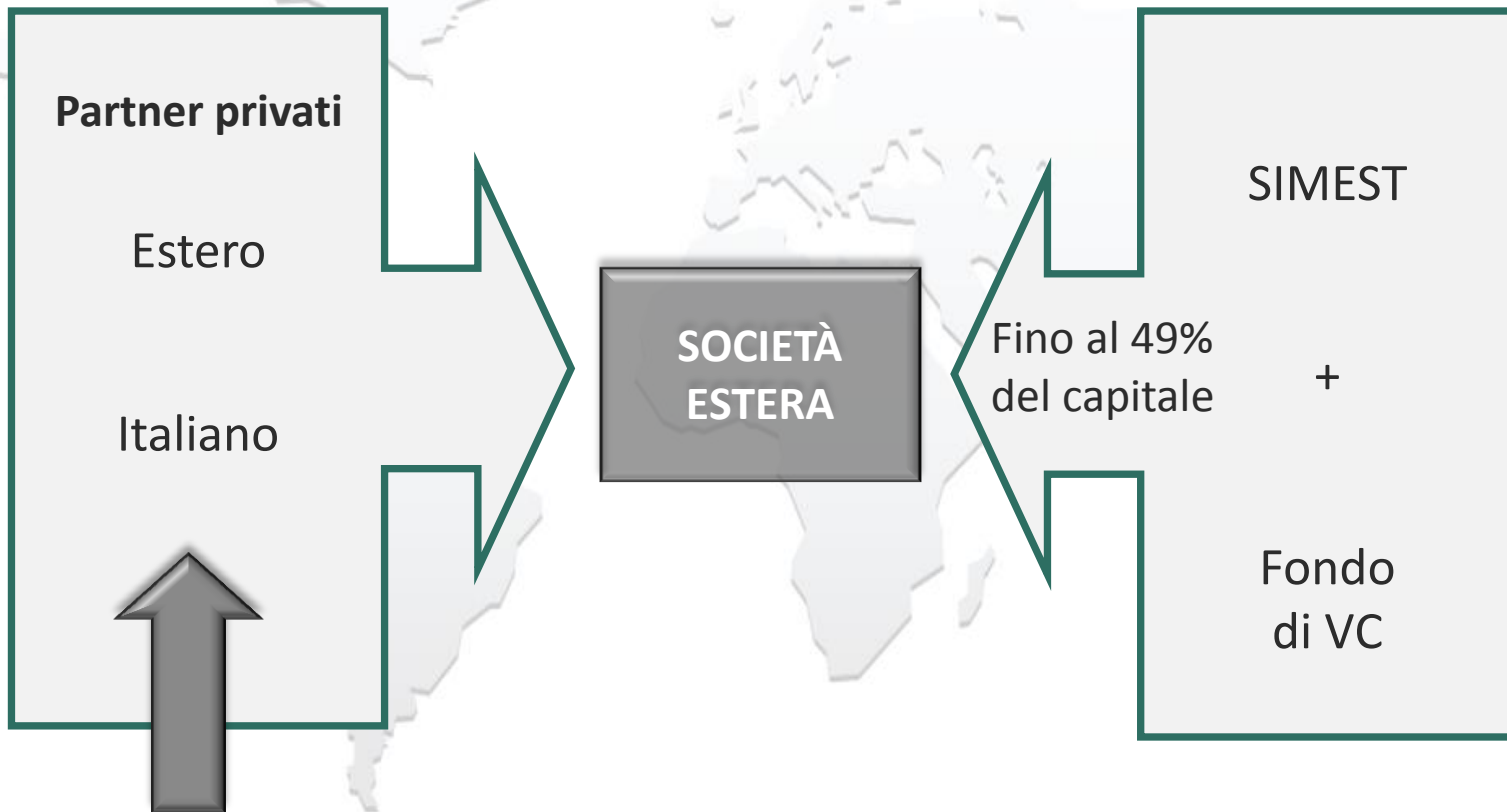 Partner privati
Estero
Italiano
SOCIETÀ
ESTERA
Fino al 49%
del capitale
SIMEST
+
Fondo
di VC